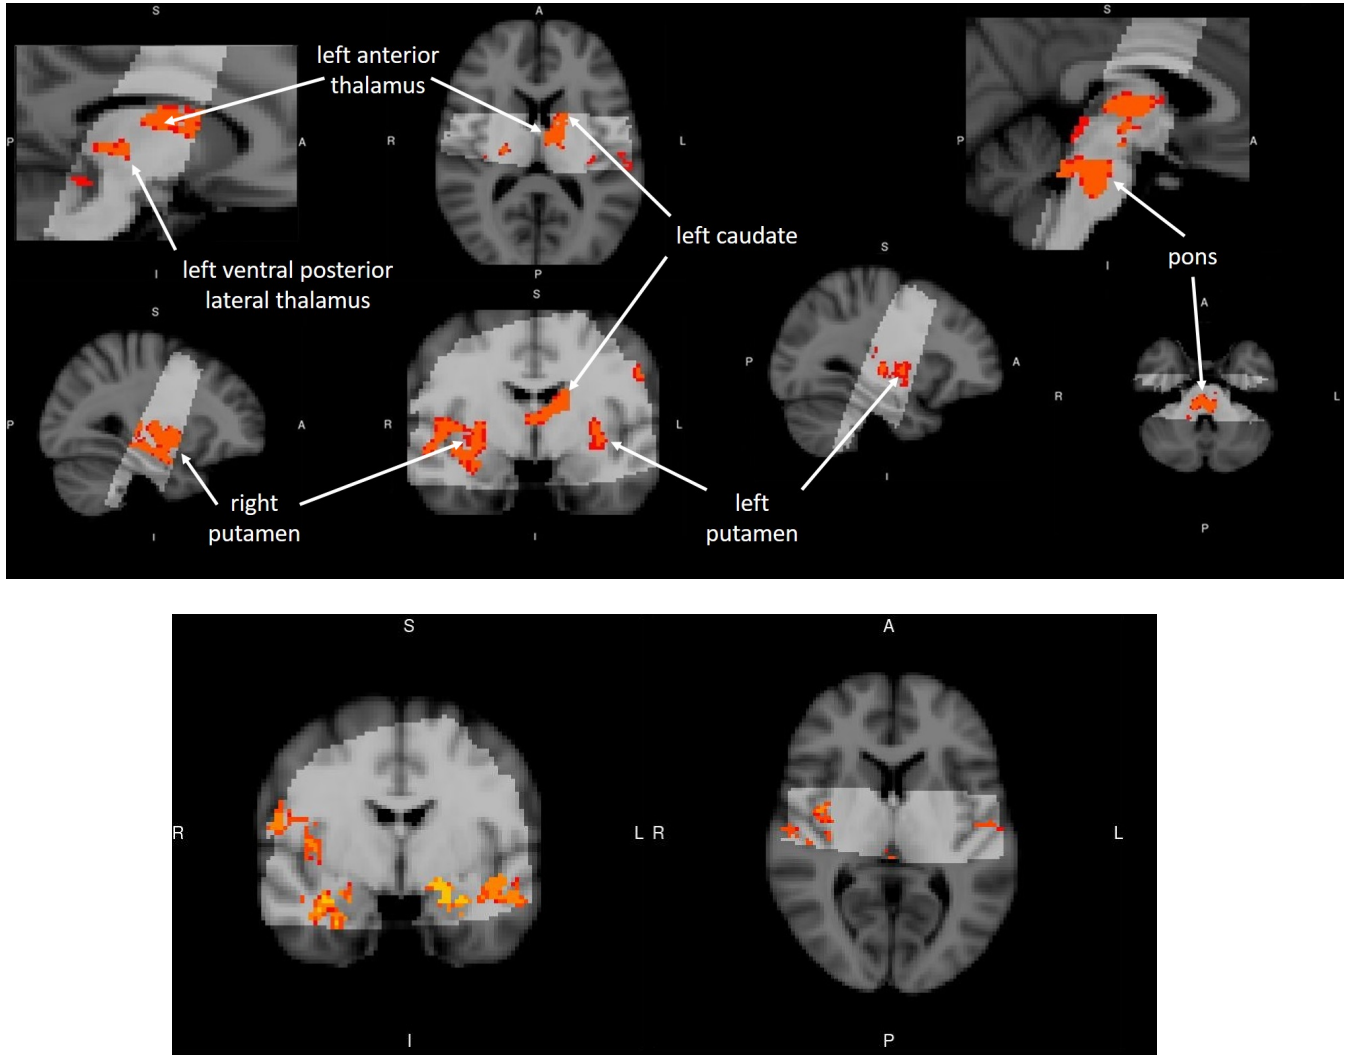 S
A
S
left anterior
thalamus
P
A
R
L
P
A
left caudate
left ventral posterior
lateral thalamus
I
P
I
pons
S
S
S
A
P
A
R
L
P
A
R
L
right
putamen
left
putamen
I
I
I
P
S
A
R
L
R
L
I
P